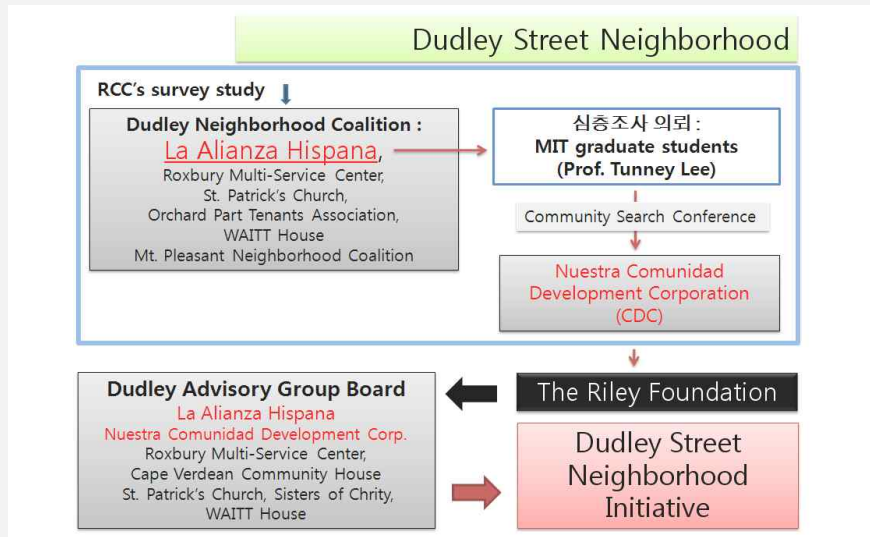 Dudley Street Neighborhood
RCC's survey study
Dudley Neighborhood Coalition :
La Alianza Hispana,
Roxbury Multi-Service Center,
St. Patrick's Church,
Orchard Part Tenants Association,
WAITT House
Mt. Pleasant Neighborhood Coalition
심층조사 의뢰 :
MIT graduate students
(Prof. Tunney Lee)
Community Search Conference
Nuestra Comunidad
Development Corporation
(CDC)
The Riley Foundation
Dudley Advisory Group Board
La Alianza Hispana
Nuestra Comunidad Development Corp.
Roxbury Multi-Service Center,
Cape Verdean Community House
St. Patrick's Church, Sisters of Chrity,
WAITT House
Dudley Street
Neighborhood
Initiative